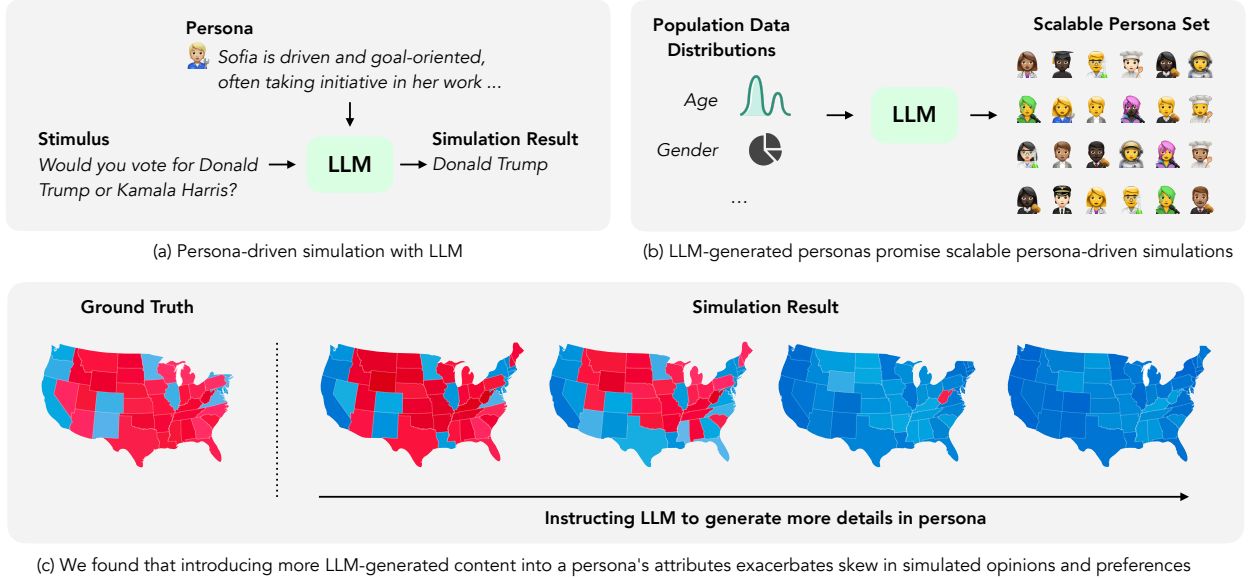 Persona
Sofia is driven and goal-oriented,
often taking initiative in her work ...
Stimulus
Would you vote for Donald
Trump or Kamala Harris?
LLM
Simulation Result
Donald Trump
(a) Persona-driven simulation with LLM
Population Data
Distributions
Age
Gender
...
LLM
Scalable Persona Set
(b) LLM-generated personas promise scalable persona-driven simulations
Ground Truth
Simulation Result
Instructing LLM to generate more details in persona
(c) We found that introducing more LLM-generated content into a persona's attributes exacerbates skew in simulated opinions and preferences